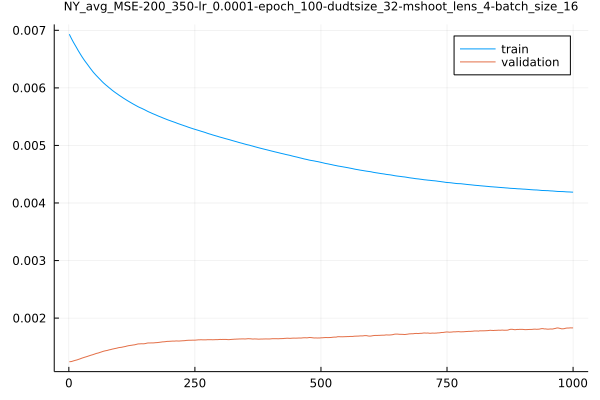 NY_avg_MSE-200_350-lr_0.0001-epoch_100-dudtsize_32-mshoot_lens_4-batch_size_16
0.007
train
validation
0.006
0.005
0.004
0.003
0.002
0 250 500 750 1000